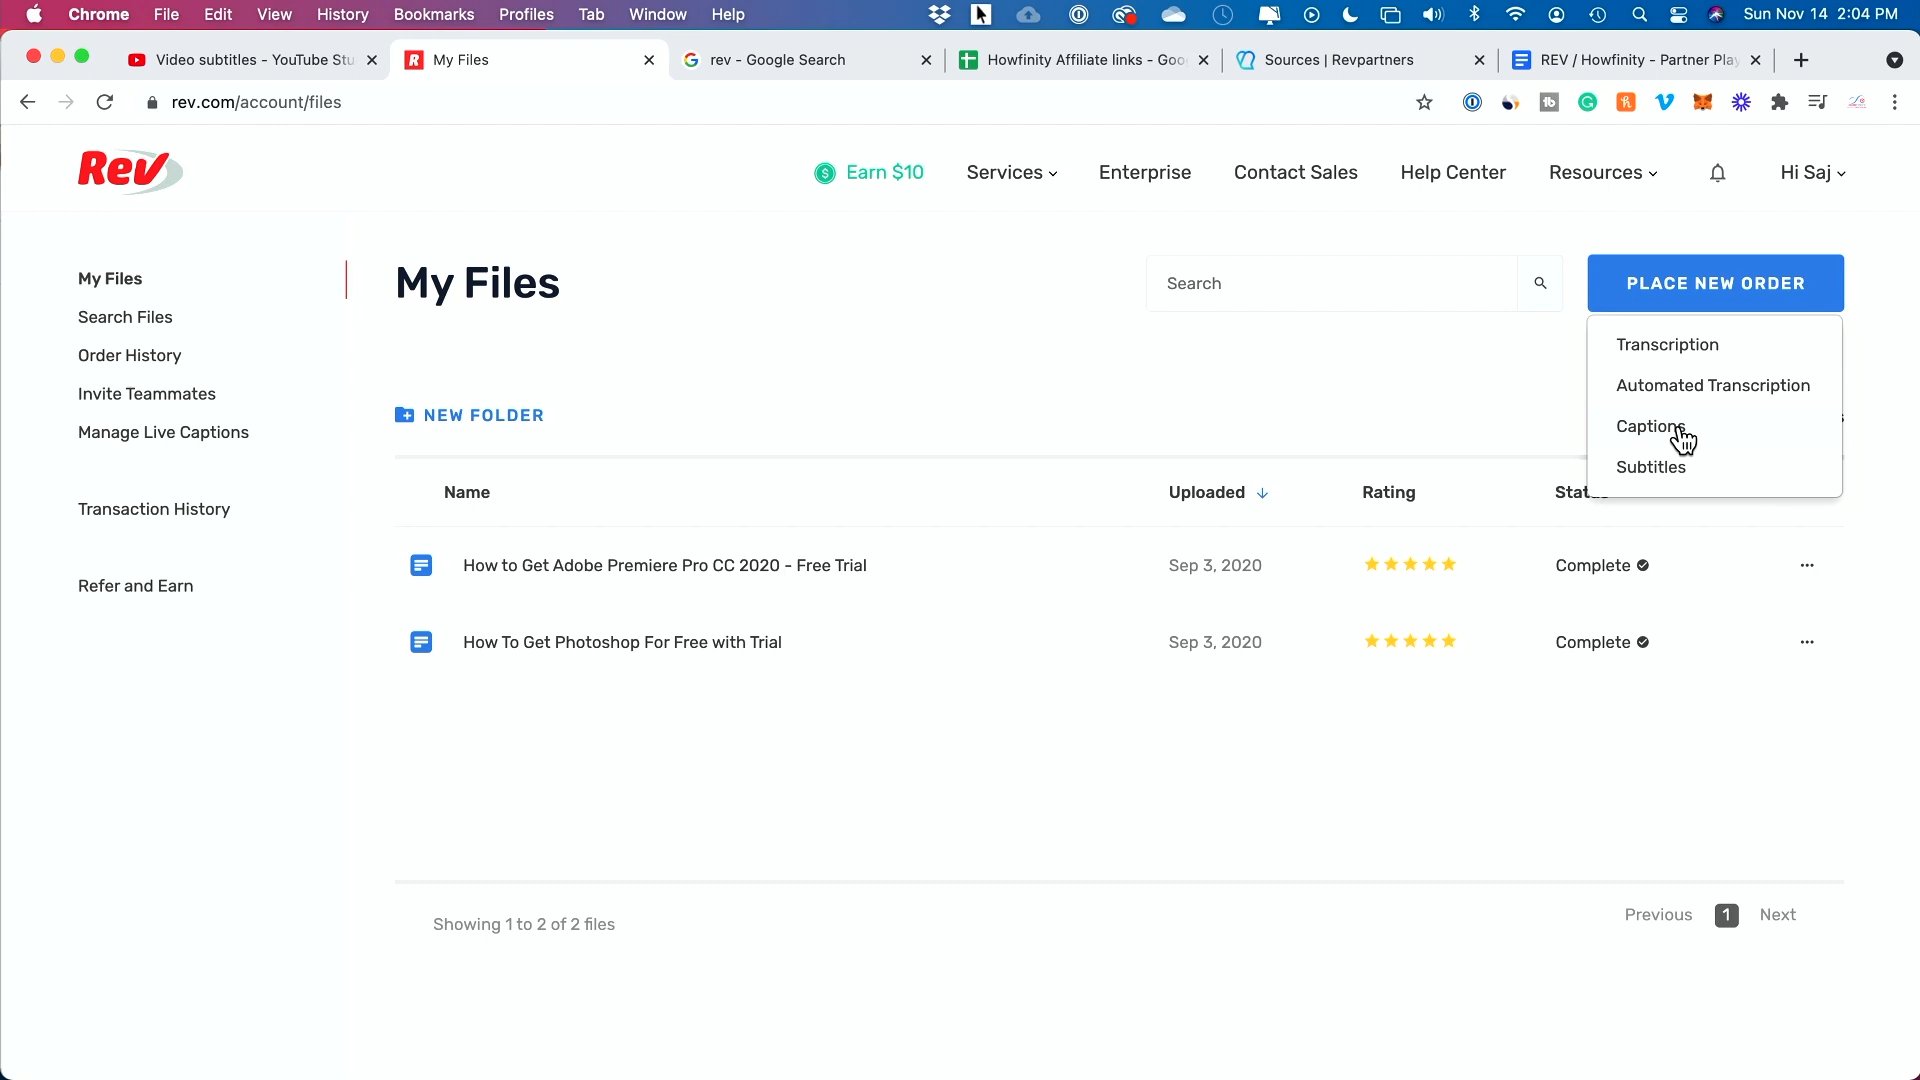 Chrome File Edit View History Bookmarks Profiles Tab Window Help Sun Nov 14 2:04 PM
Video subtitles - YouTube Stu
My Files
rev - Google Search
Howfinity Affiliate links - Goo
Sources | Revpartners
REV / Howfinity - Partner Play
rev.com/account/files
Rev
Earn $10 Services Enterprise Contact Sales Help Center Resources Hi Saj
My Files
Search Files
Order History
Invite Teammates
Manage Live Captions
Transaction History
Refer and Earn
My Files
Search
PLACE NEW ORDER
Transcription
Automated Transcription
Captions
Subtitles
NEW FOLDER
Name Uploaded Rating
How to Get Adobe Premiere Pro CC 2020 - Free Trial Sep 3, 2020 Complete
How To Get Photoshop For Free with Trial Sep 3, 2020 Complete
Showing 1 to 2 of 2 files
Previous 1 Next